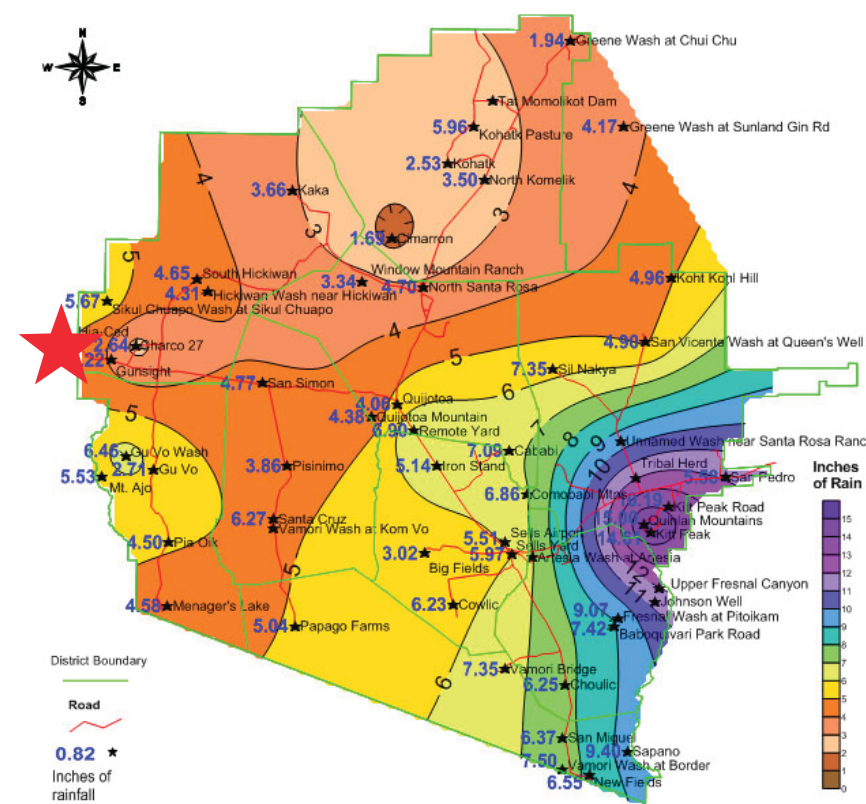 N
W E
S
1.94 Greene Wash at Chui Chu
Tat Momolikot Dam
5.96 Kohatk Pasture
4.17 Greene Wash at Sunland Gin Rd
2.53 Kohatk
3.50 North Komelik
3.66 Kaka
4
4
3
3
1.69 Cimarron
5
4.65 South Hickiwan
4.31 Hickiwan Wash near Hickiwan
3.34 Window Mountain Ranch
4.70 North Santa Rosa
4.96 Koht Kohl Hill
5.67 Sikul Chuapo Wash at Sikul Chuapo
4
Hia-Ced
2.64 Charco 27
22 Gunsight
4.98 San Vicente Wash at Queen's Well
5
7.35 Sil Nakya
6
4.77 San Simon
4.06 Quijotoa
4.38 Quijotoa Mountain
5
6.90 Remote Yard
7
8
9
Unnamed Wash near Santa Rosa Ranc
6.46 Gu Vo Wash
2.71 Gu Vo
5.53 Mt. Ajo
3.86 Pisinimo
5.14 Iron Stand
7.09 Cababi
10
Tribal Herd
5.58 San Pedro
6.86 Comobabi Mtns
Kitt Peak Road
Quinlan Mountains
Kitt Peak
6.27 Santa Cruz
Vamori Wash at Kom Vo
4.50 Pia Oik
3.02 Big Fields
5.51 Sells Airport
5.97 Sells Yard
Anesia Wash at Anesia
5
12
11
Upper Fresnal Canyon
Johnson Well
4.58 Menager's Lake
5.04 Papago Farms
6.23 Cowlic
9.07 Fresnal Wash at Pitoikam
7.42 Baboquivari Park Road
6
7.35 Vamori Bridge
6.25 Choulic
6.37 San Miguel
9.40 Sapano
7.50 Vamori Wash at Border
6.55 New Fields
District Boundary
Road
0.82
Inches of
rainfall
Inches
of Rain
15
14
13
12
11
10
9
8
7
6
5
4
3
2
1
0